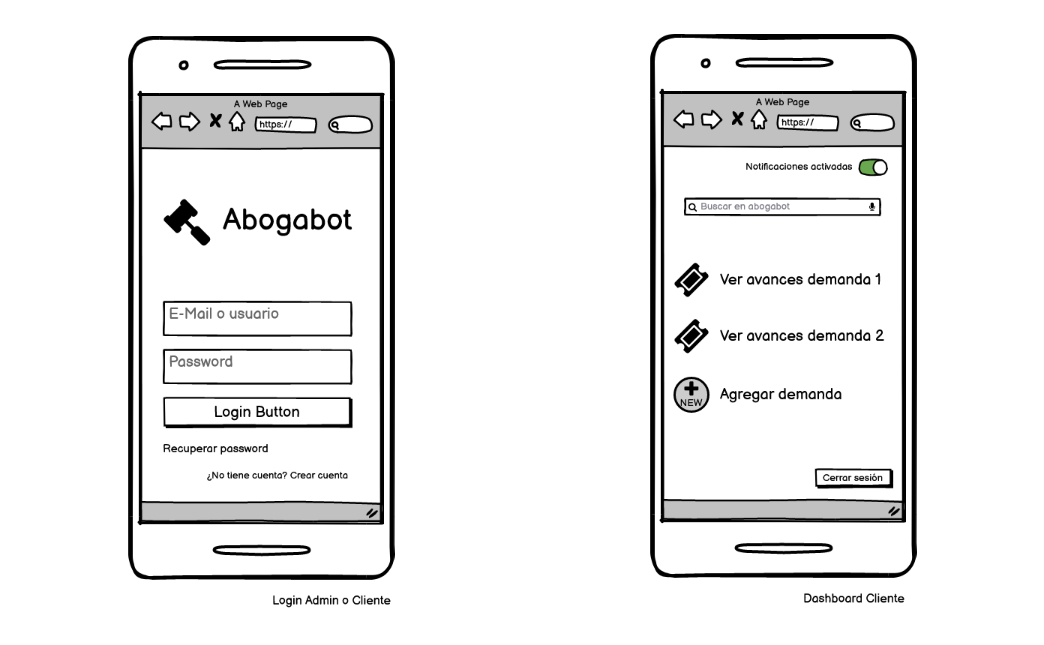 A Web Page
https://
Abogabot
E-Mail o usuario
Password
Login Button
Recuperar password
¿No tiene cuenta? Crear cuenta
Login Admin o Cliente
A Web Page
https://
Notificaciones activadas
Buscar en abogabot
Ver avances demanda 1
Ver avances demanda 2
NEW
Agregar demanda
Cerrar sesión
Dashboard Cliente